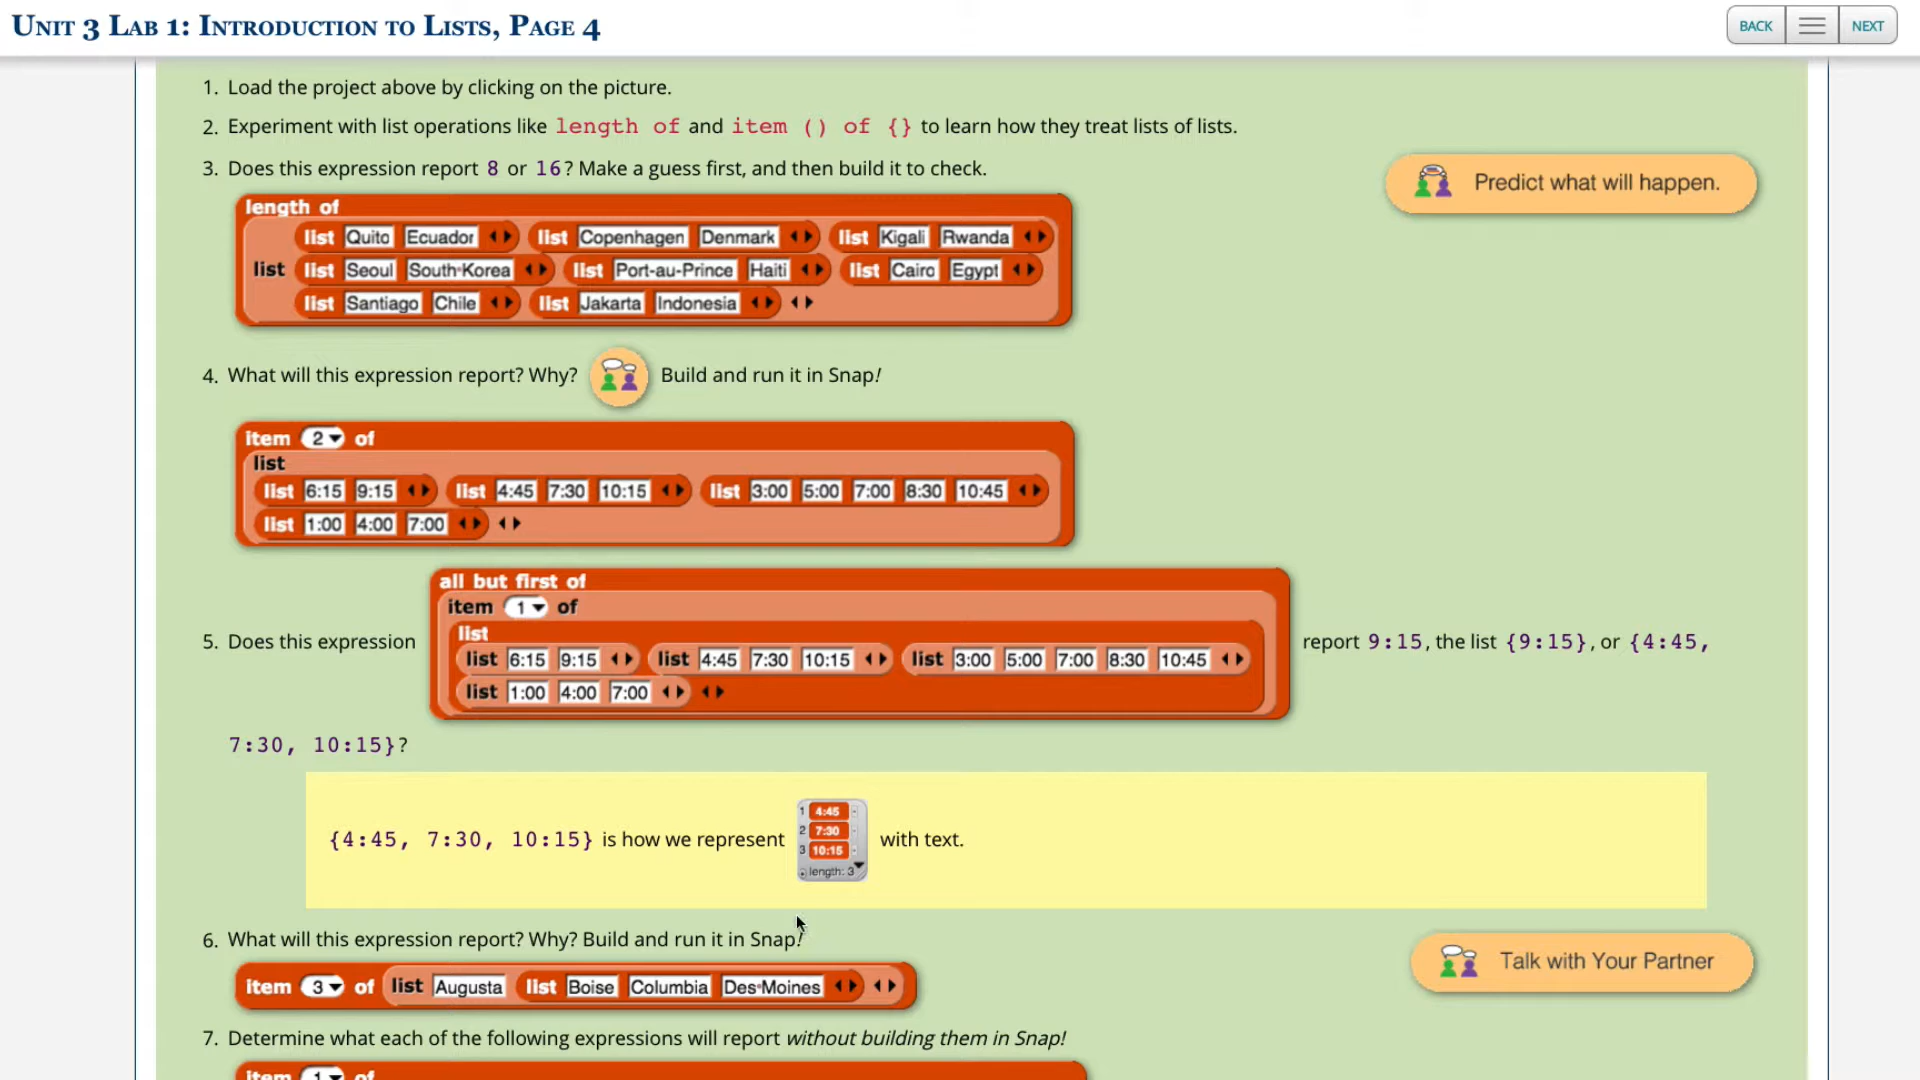 Unit 3 Lab 1: Introduction to Lists, Page 4
BACK
NEXT
1. Load the project above by clicking on the picture.
2. Experiment with list operations like length of and item () of {} to learn how they treat lists of lists.
3. Does this expression report 8 or 16? Make a guess first, and then build it to check.
Predict what will happen.
length of
list Quito Ecuador list Copenhagen Denmark list Kigali Rwanda
list list Seoul South Korea list Port-au-Prince Haiti list Cairo Egypt
list Santiago Chile list Jakarta Indonesia
4. What will this expression report? Why? Build and run it in Snap!
item 2 of
list
list 6:15 9:15 list 4:45 7:30 10:15 list 3:00 5:00 7:00 8:30 10:45
list 1:00 4:00 7:00
all but first of
item 1 of
list
5. Does this expression report 9:15, the list {9:15}, or {4:45,
list 6:15 9:15 list 4:45 7:30 10:15 list 3:00 5:00 7:00 8:30 10:45
list 1:00 4:00 7:00
7:30, 10:15}?
{4:45, 7:30, 10:15} is how we represent with text.
1 4:45
2 7:30
3 10:15
length: 3
6. What will this expression report? Why? Build and run it in Snap!
Talk with Your Partner
item 3 of list Augusta list Boise Columbia Des Moines
7. Determine what each of the following expressions will report without building them in Snap!
item 1 of